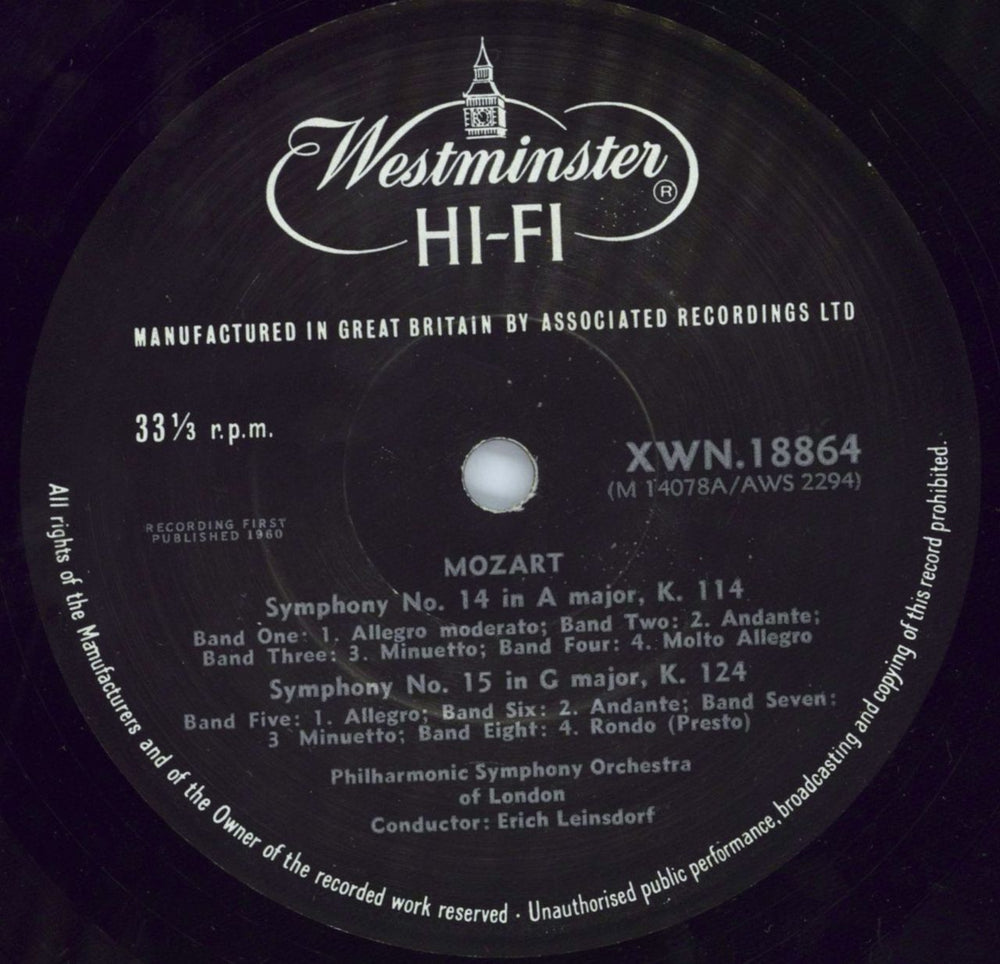 Westminster
®
HI-FI
MANUFACTURED IN GREAT BRITAIN BY ASSOCIATED RECORDINGS LTD
33⅓ r.p.m.
XWN.18864
(M 14078A/AWS 2294)
RECORDING FIRST
PUBLISHED 1960
MOZART
Symphony No. 14 in A major, K. 114
Band One: 1. Allegro moderato; Band Two: 2. Andante;
Band Three: 3. Minuetto; Band Four: 4. Molto Allegro
Symphony No. 15 in G major, K. 124
Band Five: 1. Allegro; Band Six: 2. Andante; Band Seven:
3 Minuetto; Band Eight: 4. Rondo (Presto)
Philharmonic Symphony Orchestra
of London
Conductor: Erich Leinsdorf
All rights of the Manufacturers and of the Owner of the recorded work reserved · Unauthorised public performance, broadcasting and copying of this record prohibited.